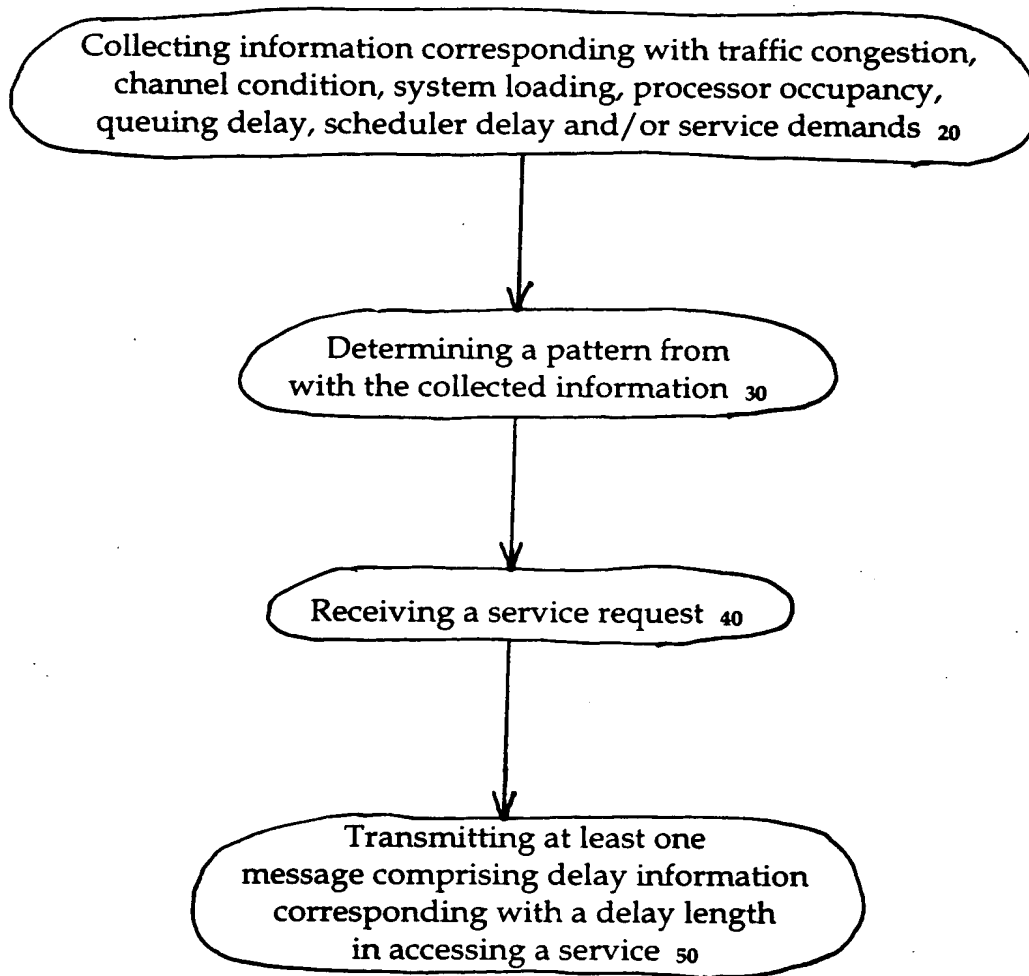 Collecting information corresponding with traffic congestion,
channel condition, system loading, processor occupancy,
queuing delay, scheduler delay and/or service demands 20
Determining a pattern from
with the collected information 30
Receiving a service request 40
Transmitting at least one
message comprising delay information
corresponding with a delay length
in accessing a service 50